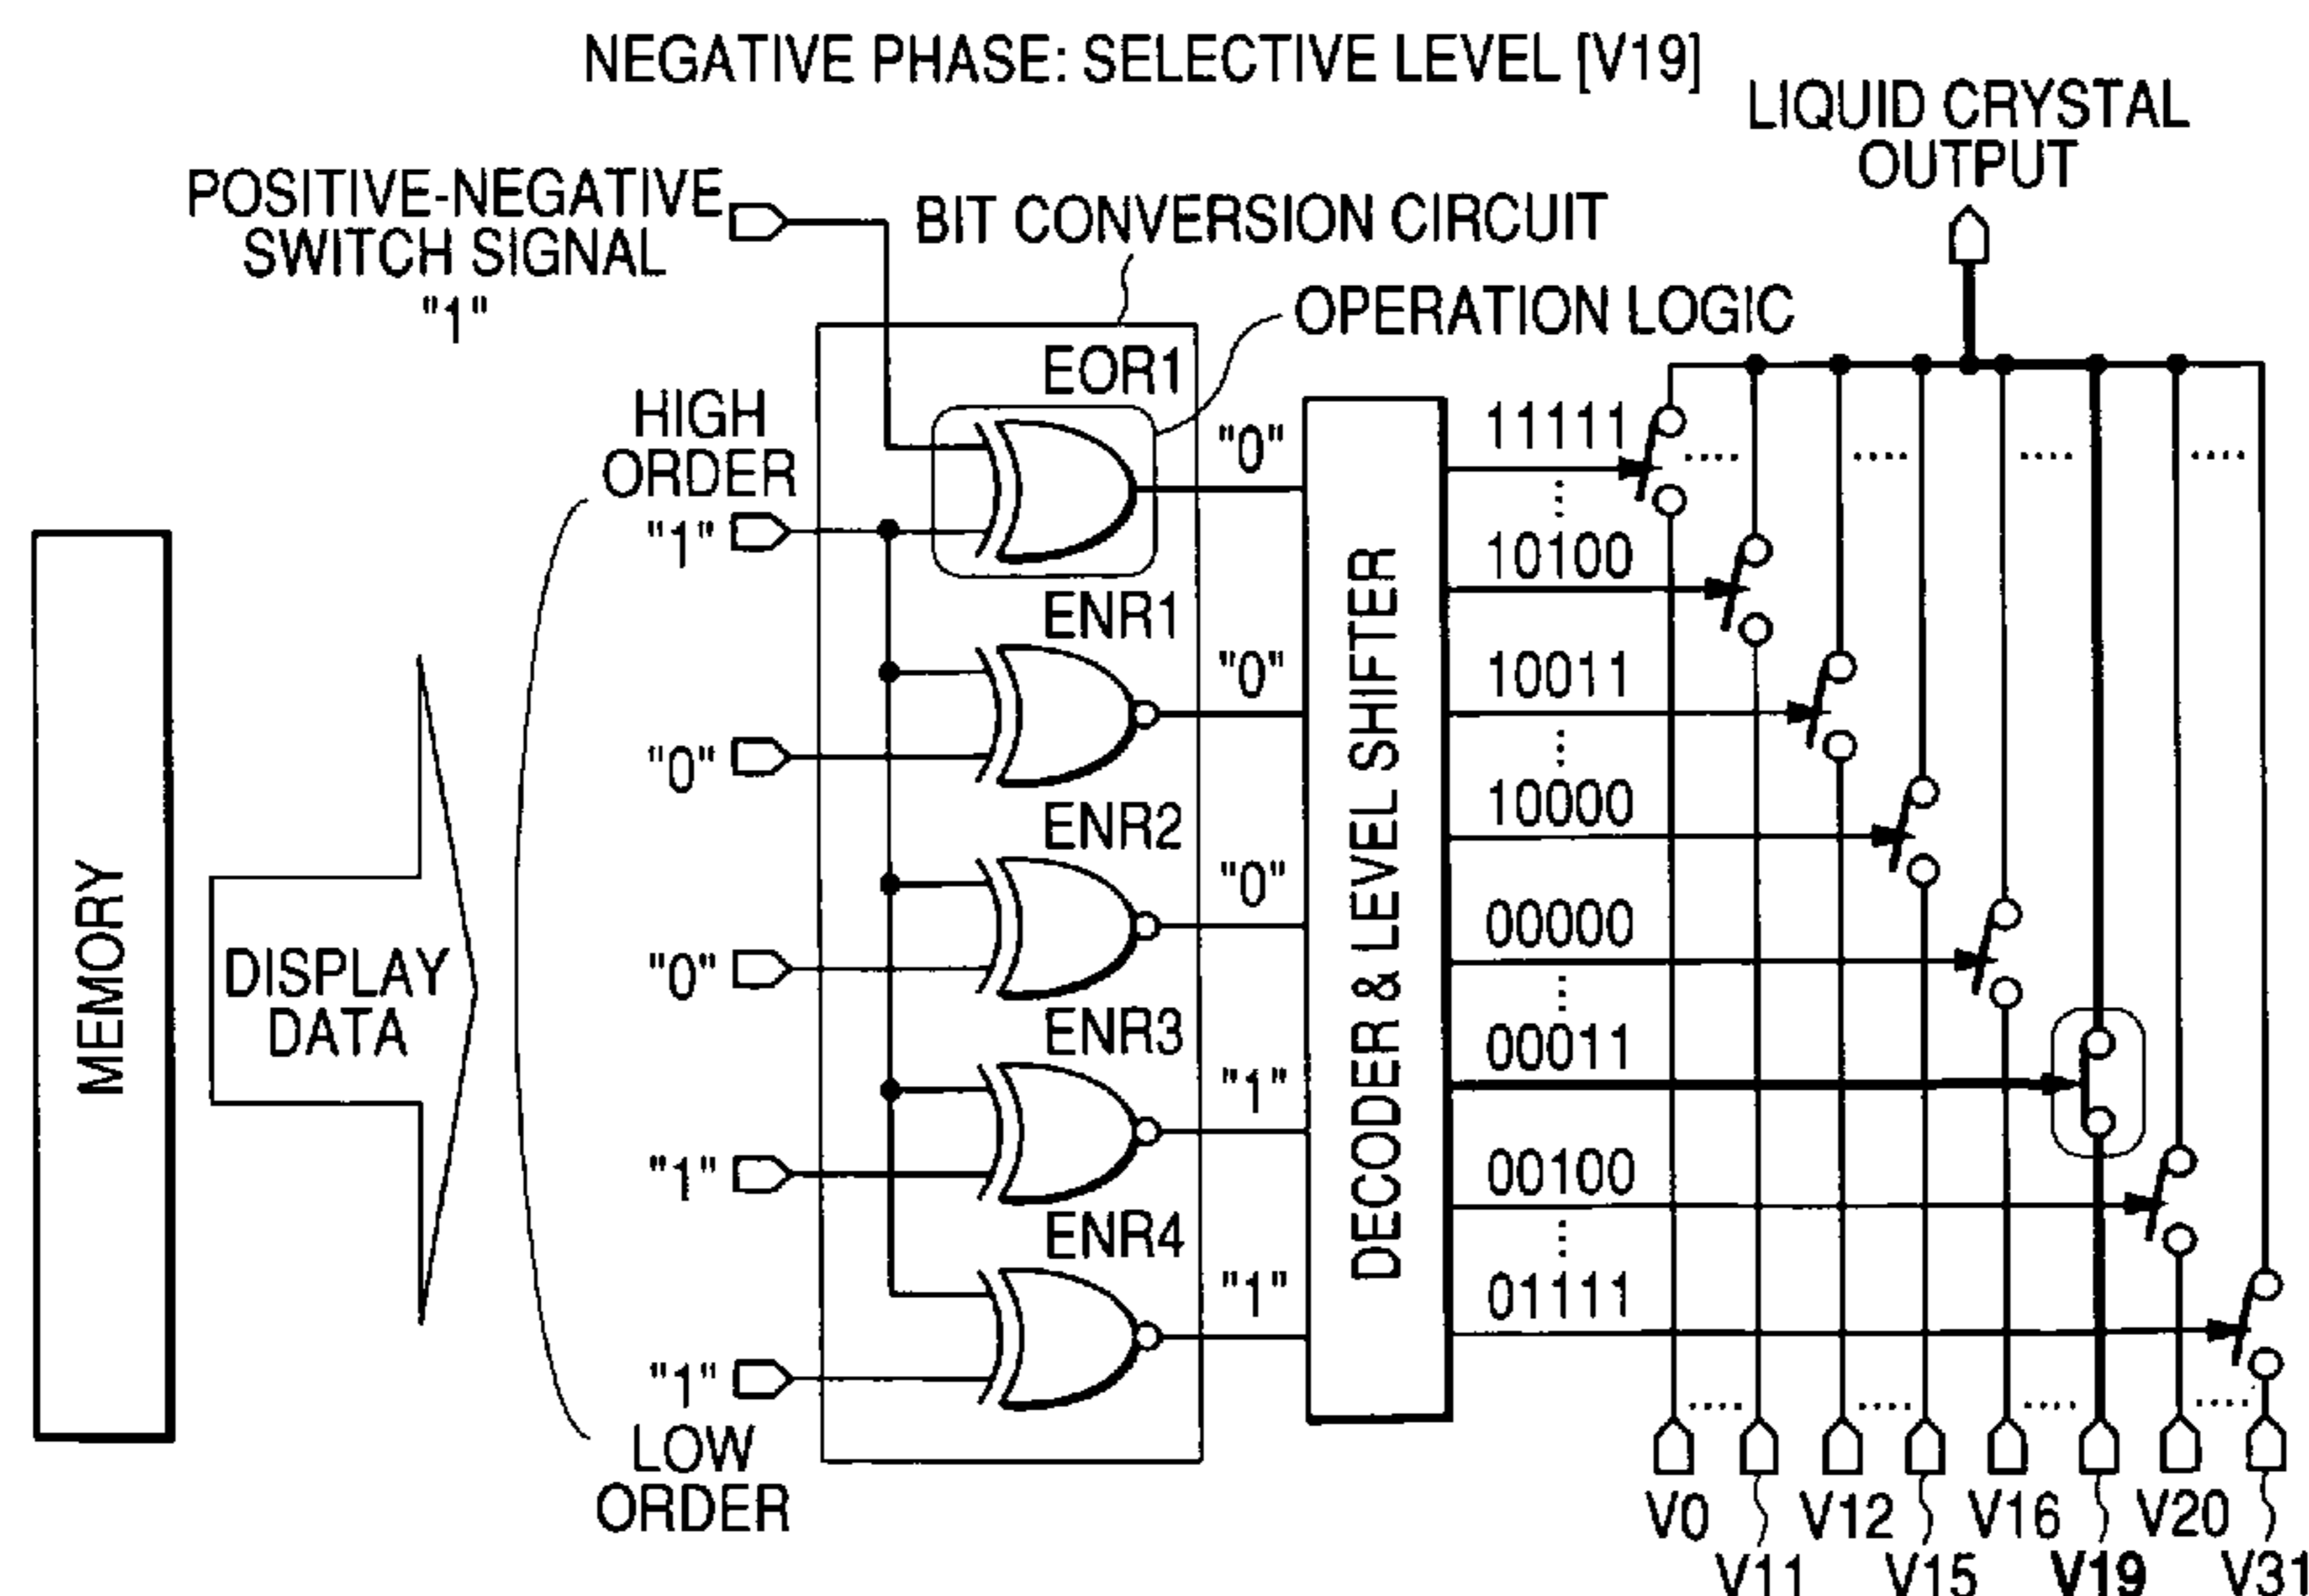 NEGATIVE PHASE: SELECTIVE LEVEL [V19]
LIQUID CRYSTAL
OUTPUT
POSITIVE-NEGATIVE
SWITCH SIGNAL
"1"
BIT CONVERSION CIRCUIT
OPERATION LOGIC
HIGH
ORDER
"1"
"0"
"0"
"1"
"1"
LOW
ORDER
MEMORY
DISPLAY
DATA
EOR1
ENR1
ENR2
ENR3
ENR4
"0"
"0"
"0"
"1"
"1"
DECODER & LEVEL SHIFTER
11111
10100
10011
10000
00000
00011
00100
01111
V0
V11
V12
V15
V16
V19
V20
V31